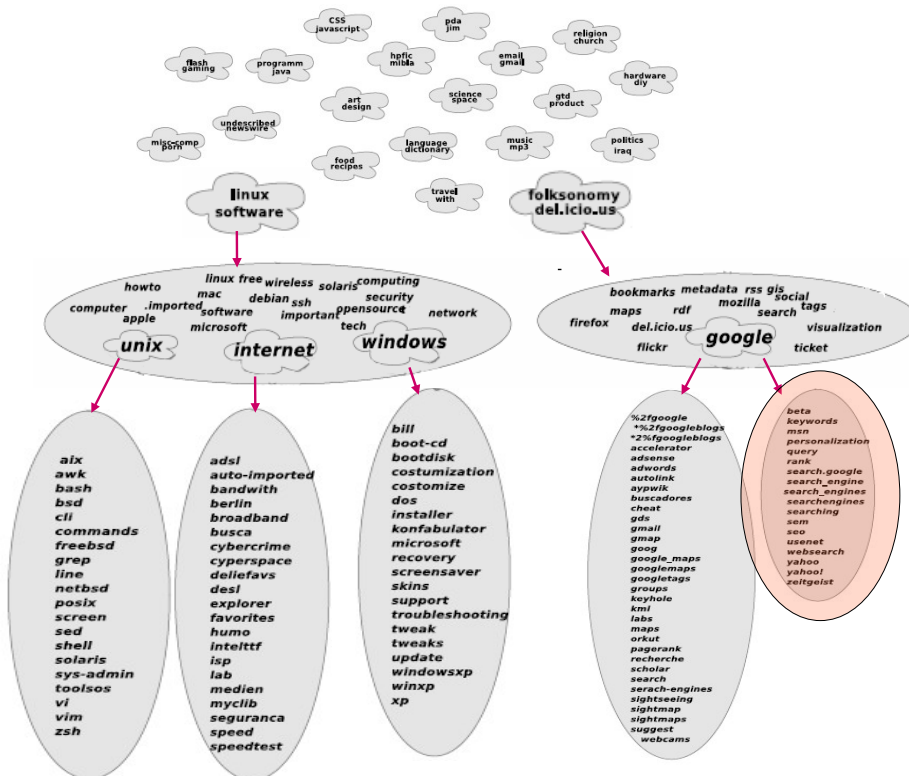 CSS
javascript
pda
jim
religion
church
flash
gaming
programm
java
hpfic
mibla
email
gmail
hardware
diy
art
design
science
space
gtd
product
undescribed
newswire
misc-comp
porn
language
dictionary
music
mp3
politics
iraq
food
recipes
travel
with
linux
software
folksonomy
del.icio.us
howto
linux free
wireless
solaris
computing
mac
debian
ssh
security
computer
.imported
software
important
opensource
t
network
apple
microsoft
tech
unix
internet
windows
bookmarks
metadata
rss
gis
social
maps
rdf
mozilla
search
tags
firefox
del.icio.us
visualization
flickr
google
ticket
aix
awk
bash
bsd
cli
commands
freebsd
grep
line
netbsd
posix
screen
sed
shell
solaris
sys-admin
toolsos
vi
vim
zsh
adsl
auto-imported
bandwith
berlin
broadband
busca
cybercrime
cyperspace
deliefavs
desl
explorer
favorites
humo
intelttf
isp
lab
medien
myclib
seguranca
speed
speedtest
bill
boot-cd
bootdisk
costumization
costomize
dos
installer
konfabulator
microsoft
recovery
screensaver
skins
support
troubleshooting
tweak
tweaks
update
windowsxp
winxp
xp
%2fgoogle
*%2fgoogleblogs
*2%fgoogleblogs
accelerator
adsense
adwords
autolink
aypwik
buscadores
cheat
gds
gmail
gmap
goog
google_maps
googlemaps
googletags
groups
keyhole
kml
labs
maps
orkut
pagerank
recherche
scholar
search
serach-engines
sightseeing
sightmap
sightmaps
suggest
webcams
beta
keywords
msn
personalization
query
rank
search.google
search_engine
search_engines
searchengines
searching
sem
seo
usenet
websearch
yahoo
yahoo!
zeitgeist